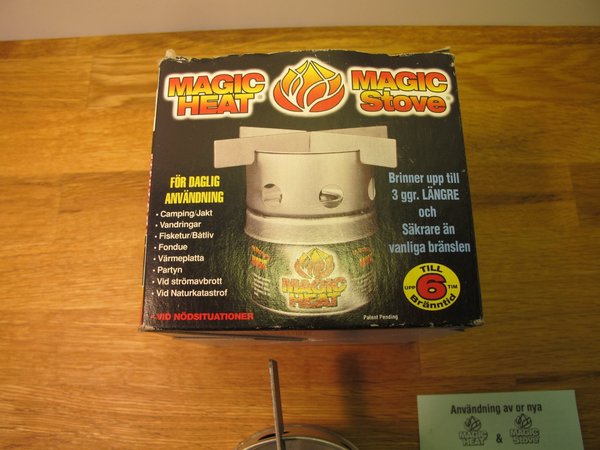 MAGIC HEAT®
MAGIC Stove®
FÖR DAGLIG
ANVÄNDNING
• Camping/Jakt
• Vandringar
• Fisketur/Båtliv
• Fondue
• Värmeplatta
• Partyn
• Vid strömavbrott
• Vid Naturkatastrof
VID NÖDSITUATIONER
Brinner upp till
3 ggr. LÄNGRE
och
Säkrare än
vanliga bränslen
MAGIC
HEAT
TILL
UPP 6 TIM
Bränntid
Patent Pending
Användning av or nya
MAGIC HEAT & MAGIC Stove